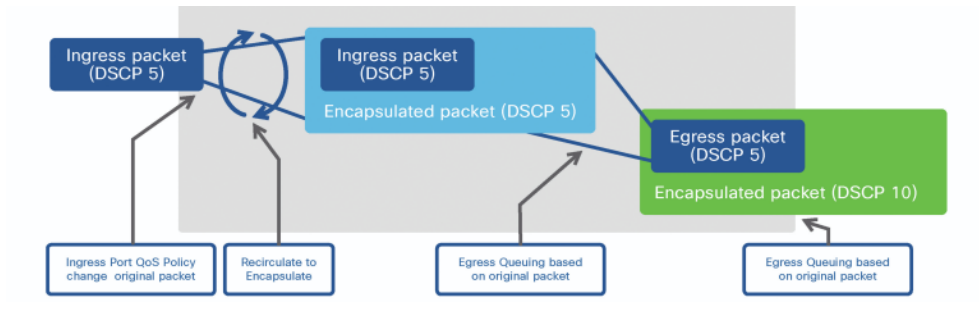 Ingress packet
(DSCP 5)
Ingress packet
(DSCP 5)
Encapsulated packet (DSCP 5)
Egress packet
(DSCP 5)
Encapsulated packet (DSCP 10)
Ingress Port QoS Policy
change original packet
Recirculate to
Encapsulate
Egress Queuing based
on original packet
Egress Queuing based
on original packet